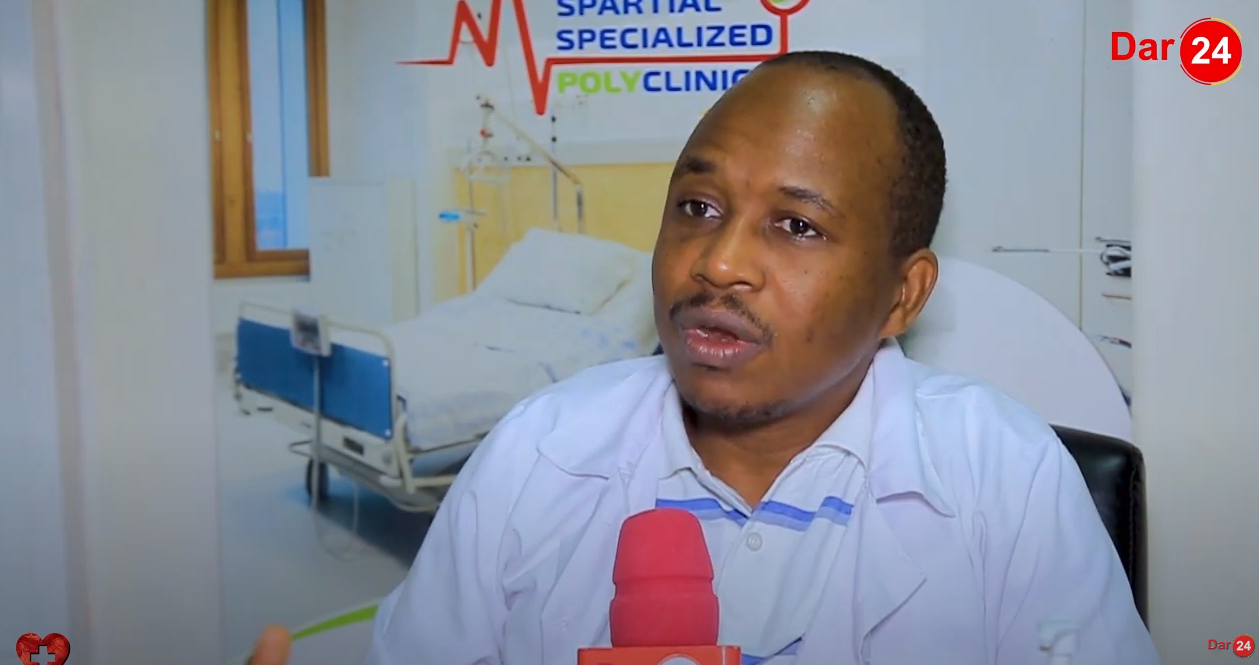 SPARTIAL
SPECIALIZED
POLYCLINIC
Dar 24
Dar 24